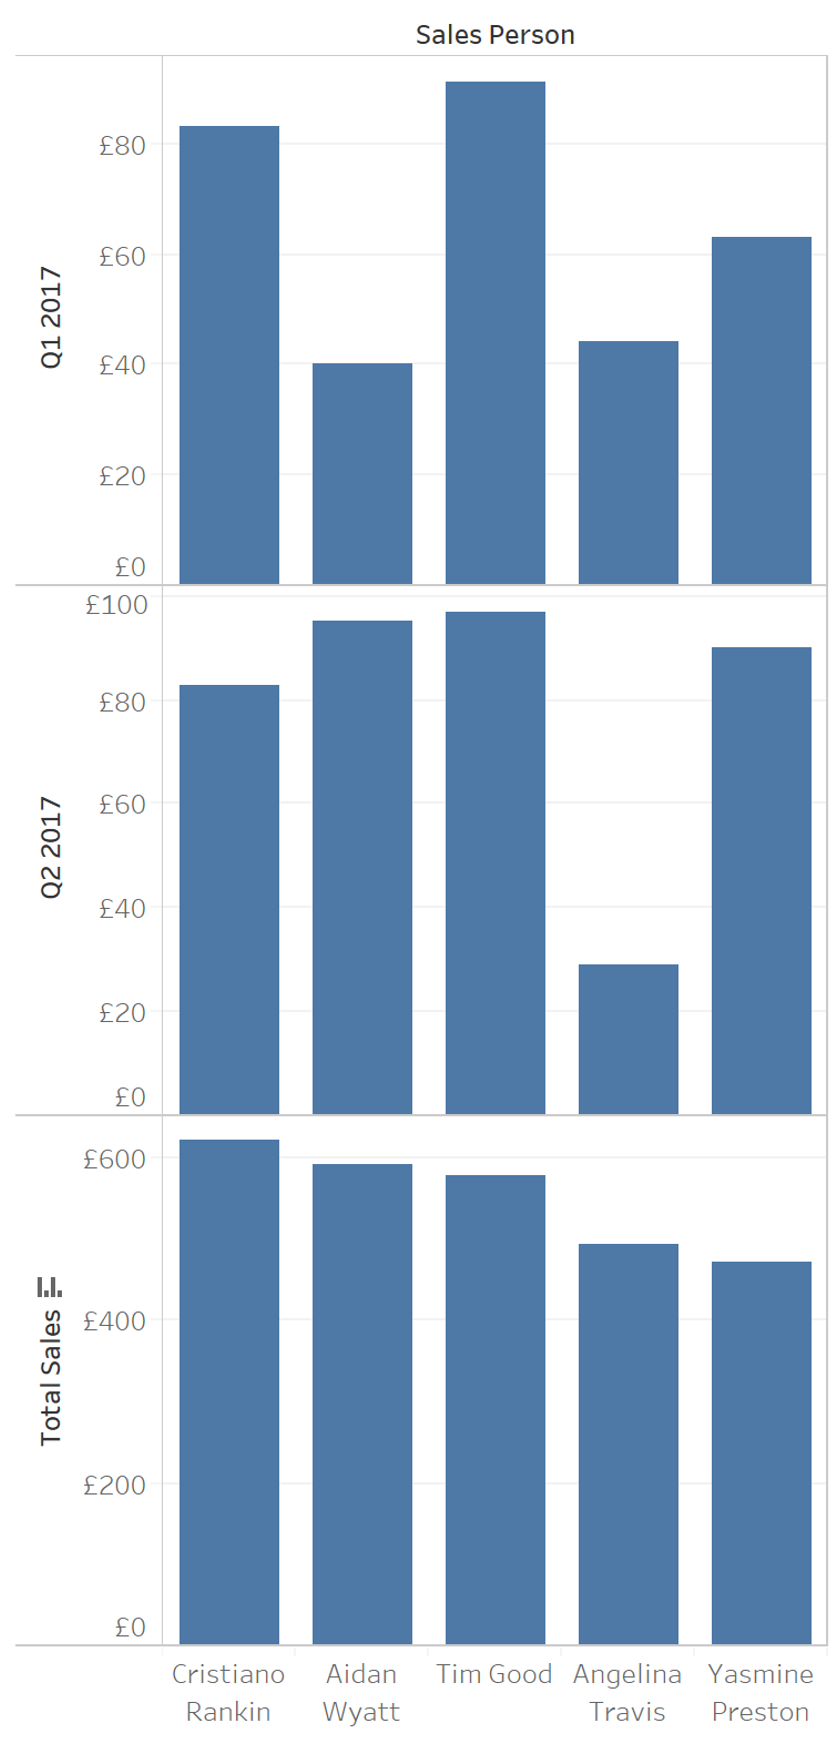 Sales Person
Q1 2017
£80
£60
£40
£20
£0
Q2 2017
£100
£80
£60
£40
£20
£0
Total Sales
£600
£400
£200
£0
Cristiano
Rankin
Aidan
Wyatt
Tim Good
Angelina
Travis
Yasmine
Preston